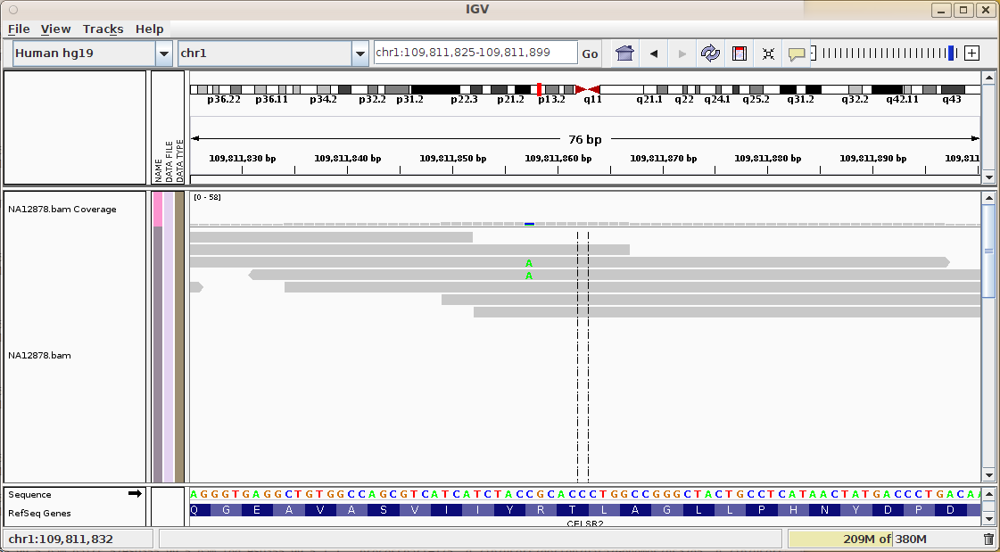 IGV
File View Tracks Help
Human hg19 chr1 chr1:109,811,825-109,811,899 Go
p36.22 p36.11 p34.2 p32.2 p31.2 p22.3 p21.2 p13.2 q11 q21.1 q22 q24.1 q25.2 q31.2 q32.2 q42.11 q43
76 bp
NAME
DATA FILE
DATA TYPE
109,811,830 bp 109,811,840 bp 109,811,850 bp 109,811,860 bp 109,811,870 bp 109,811,880 bp 109,811,890 bp 109,811
[0 - 58]
NA12878.bam Coverage
A
A
NA12878.bam
Sequence A G G G T G A G G C T G T G G C C A G C G T C A T C A T C T A C C G C A C C C T G G C C G G G C T A C T G C C T C A T A A C T A T G A C C C T G A C A A
RefSeq Genes Q G E A V A S V I I Y R T L A G L L P H N Y D P D
CELSR2
chr1:109,811,832 209M of 380M